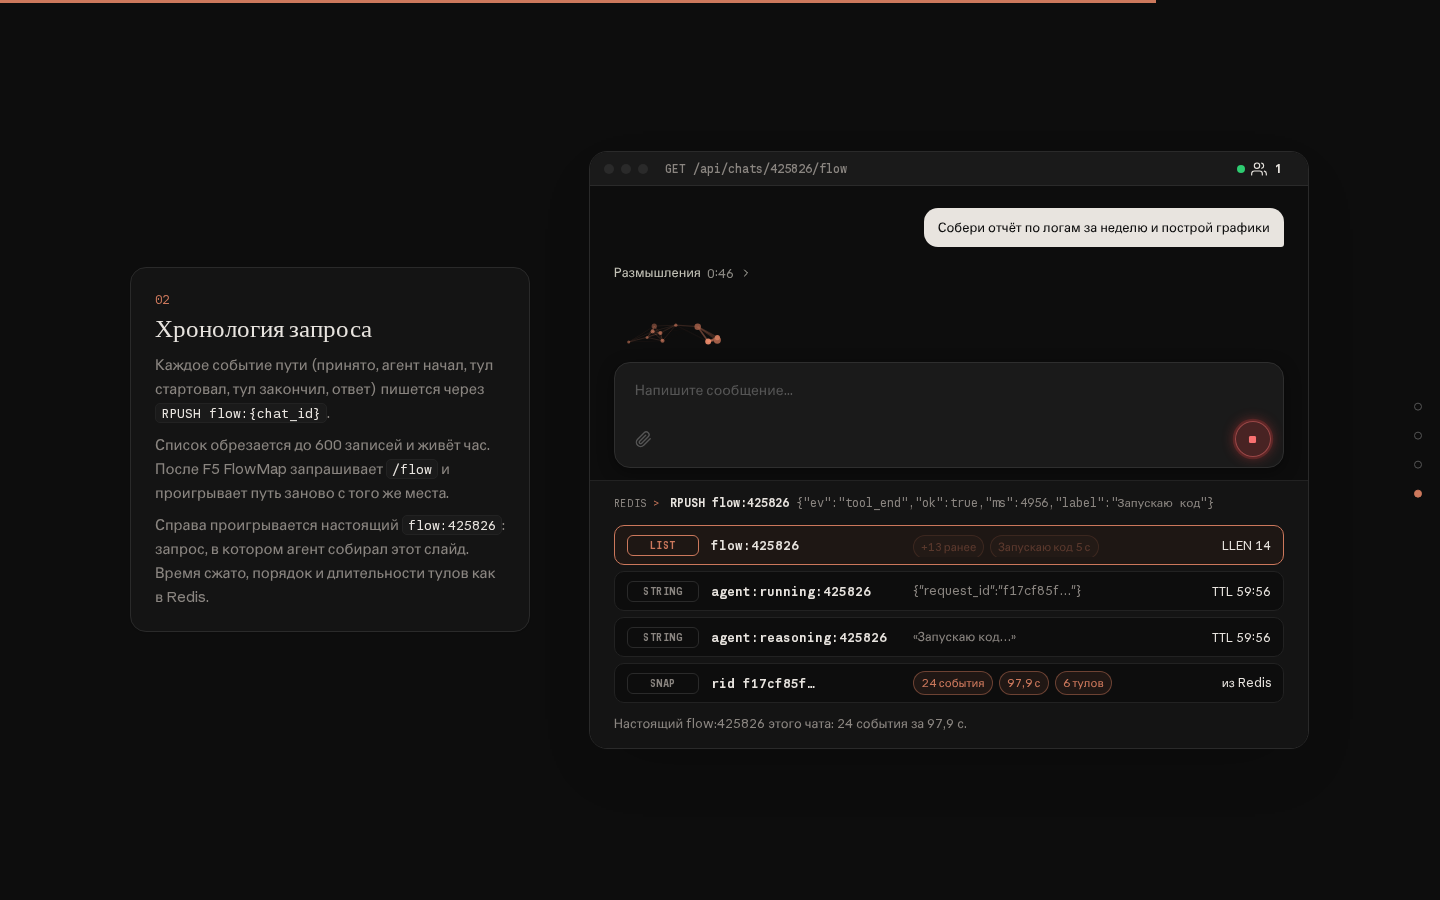 02
Хронология запроса
Каждое событие пути (принято, агент начал, тул
стартовал, тул закончил, ответ) пишется через
RPUSH flow:{chat_id}.
Список обрезается до 600 записей и живёт час.
После F5 FlowMap запрашивает /flow и
проигрывает путь заново с того же места.
Справа проигрывается настоящий flow:425826:
запрос, в котором агент собирал этот слайд.
Время сжато, порядок и длительности тулов как
в Redis.
GET /api/chats/425826/flow 1
Собери отчёт по логам за неделю и построй графики
Размышления 0:46 ›
Напишите сообщение...
REDIS > RPUSH flow:425826 {"ev":"tool_end","ok":true,"ms":4956,"label":"Запускаю код"}
LIST flow:425826 +13 ранее Запускаю код 5 с LLEN 14
STRING agent:running:425826 {"request_id":"f17cf85f…"} TTL 59:56
STRING agent:reasoning:425826 «Запускаю код…» TTL 59:56
SNAP rid f17cf85f… 24 события 97,9 с 6 тулов из Redis
Настоящий flow:425826 этого чата: 24 события за 97,9 с.